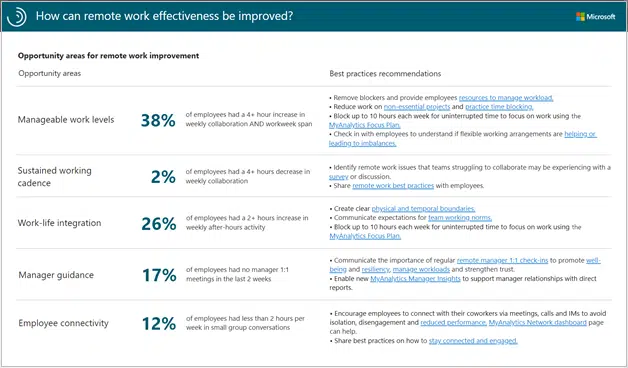 How can remote work effectiveness be improved?
Microsoft
Opportunity areas for remote work improvement
Opportunity areas
Best practices recommendations
Manageable work levels
38%
of employees had a 4+ hour increase in
weekly collaboration AND workweek span
• Remove blockers and provide employees resources to manage workload.
• Reduce work on non-essential projects and practice time blocking.
• Block up to 10 hours each week for uninterrupted time to focus on work using the
MyAnalytics Focus Plan.
• Check in with employees to understand if flexible working arrangements are helping or
leading to imbalances.
Sustained working
cadence
2%
of employees had a 4+ hours decrease in
weekly collaboration
• Identify remote work issues that teams struggling to collaborate may be experiencing with a
survey or discussion.
• Share remote work best practices with employees.
Work-life integration
26%
of employees had a 2+ hours increase in
weekly after-hours activity
• Create clear physical and temporal boundaries.
• Communicate expectations for team working norms.
• Block up to 10 hours each week for uninterrupted time to focus on work using the
MyAnalytics Focus Plan.
Manager guidance
17%
of employees had no manager 1:1
meetings in the last 2 weeks
• Communicate the importance of regular remote manager 1:1 check-ins to promote well-
being and resiliency, manage workloads and strengthen trust.
• Enable new MyAnalytics Manager Insights to support manager relationships with direct
reports.
Employee connectivity
12%
of employees had less than 2 hours per
week in small group conversations
• Encourage employees to connect with their coworkers via meetings, calls and IMs to avoid
isolation, disengagement and reduced performance. MyAnalytics Network dashboard page
can help.
• Share best practices on how to stay connected and engaged.